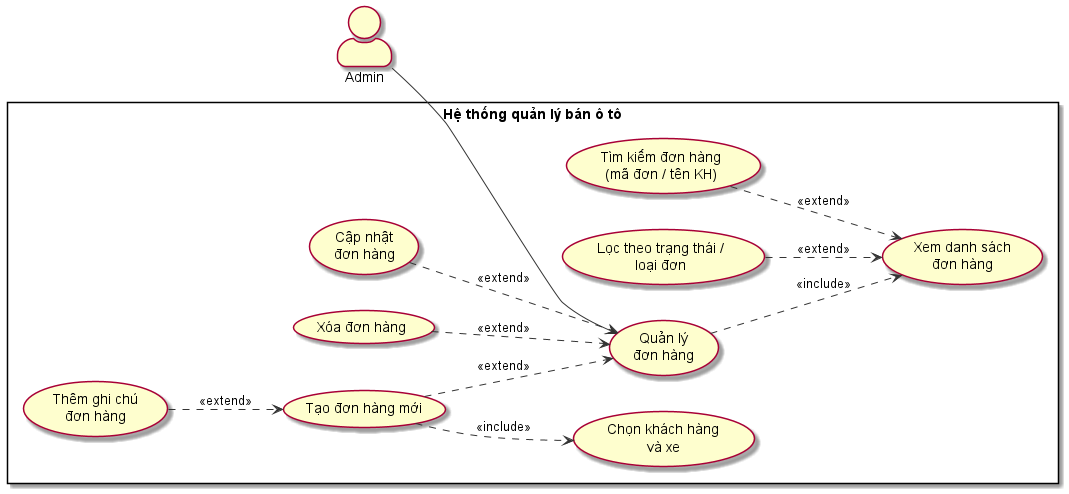 Admin
Hệ thống quản lý bán ô tô
Tìm kiếm đơn hàng
(mã đơn / tên KH)
«extend»
Cập nhật
đơn hàng
Lọc theo trạng thái /
loại đơn
«extend»
Xem danh sách
đơn hàng
«extend»
«include»
Xóa đơn hàng
«extend»
Quản lý
đơn hàng
«extend»
Thêm ghi chú
đơn hàng
«extend»
Tạo đơn hàng mới
«include»
Chọn khách hàng
và xe